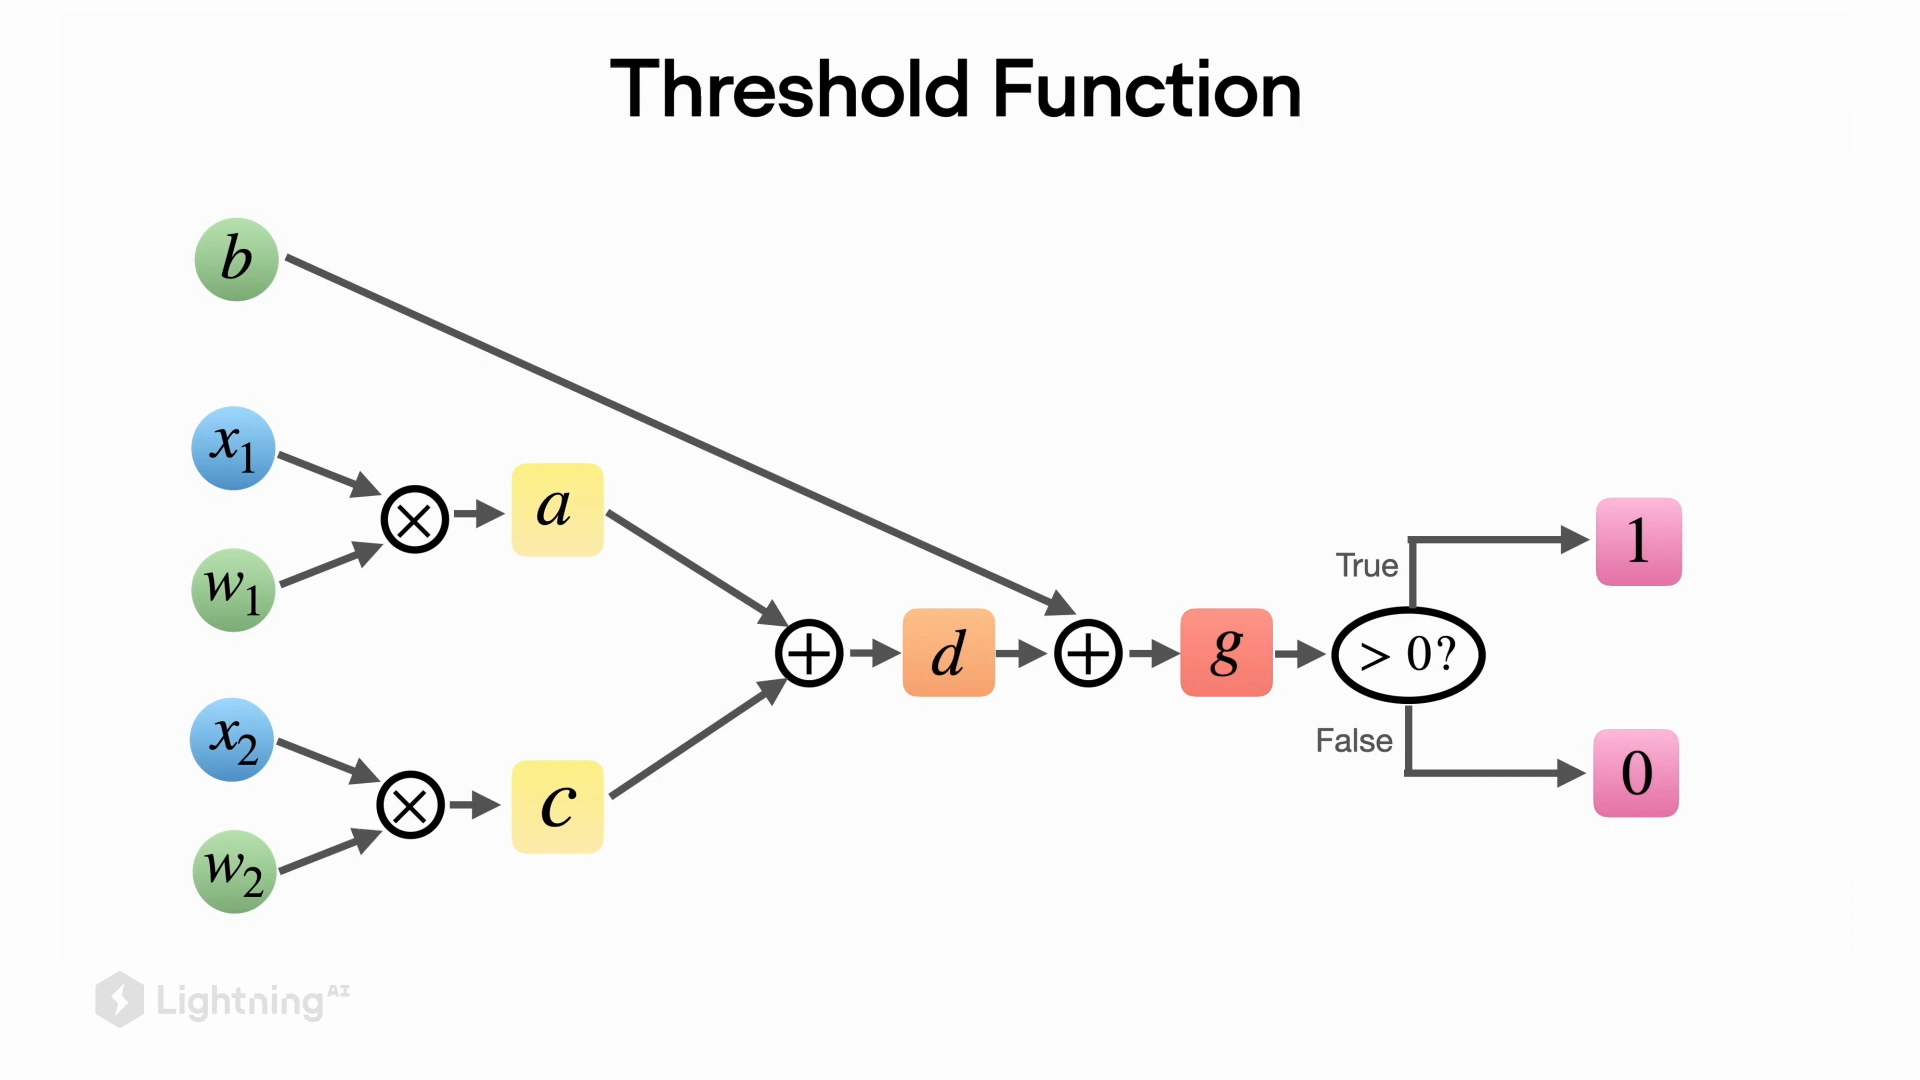 Threshold Function
b
x₁
w₁
a
x₂
w₂
c
d
g
> 0?
True
1
False
0
Lightning AI